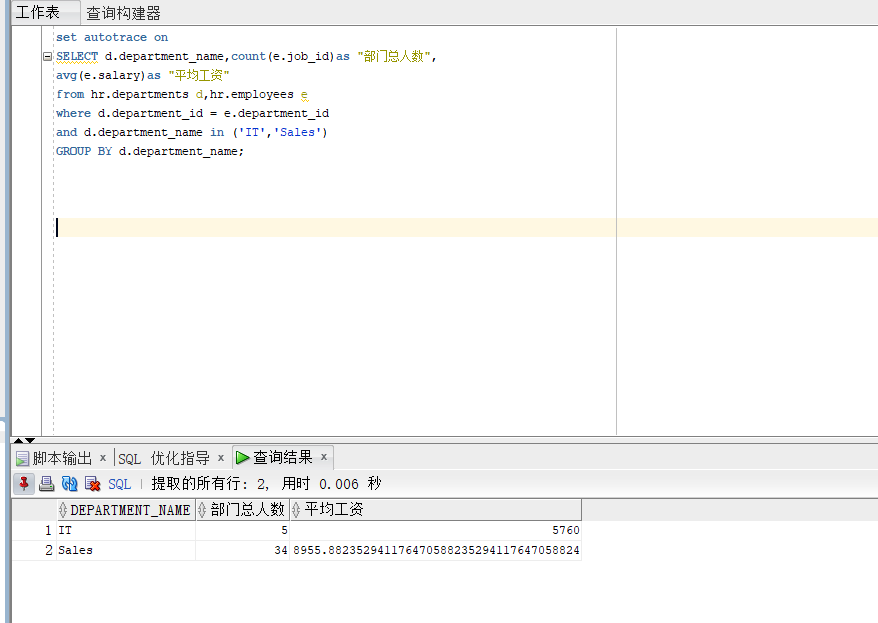 工作表 查询构建器
set autotrace on
SELECT d.department_name,count(e.job_id)as "部门总人数",
avg(e.salary)as "平均工资"
from hr.departments d,hr.employees e
where d.department_id = e.department_id
and d.department_name in ('IT','Sales')
GROUP BY d.department_name;
脚本输出 × SQL 优化指导 × 查询结果 ×
SQL | 提取的所有行: 2, 用时 0.006 秒
DEPARTMENT_NAME 部门总人数 平均工资
1 IT 5 5760
2 Sales 34 8955.88235294117647058823529411764705882​4